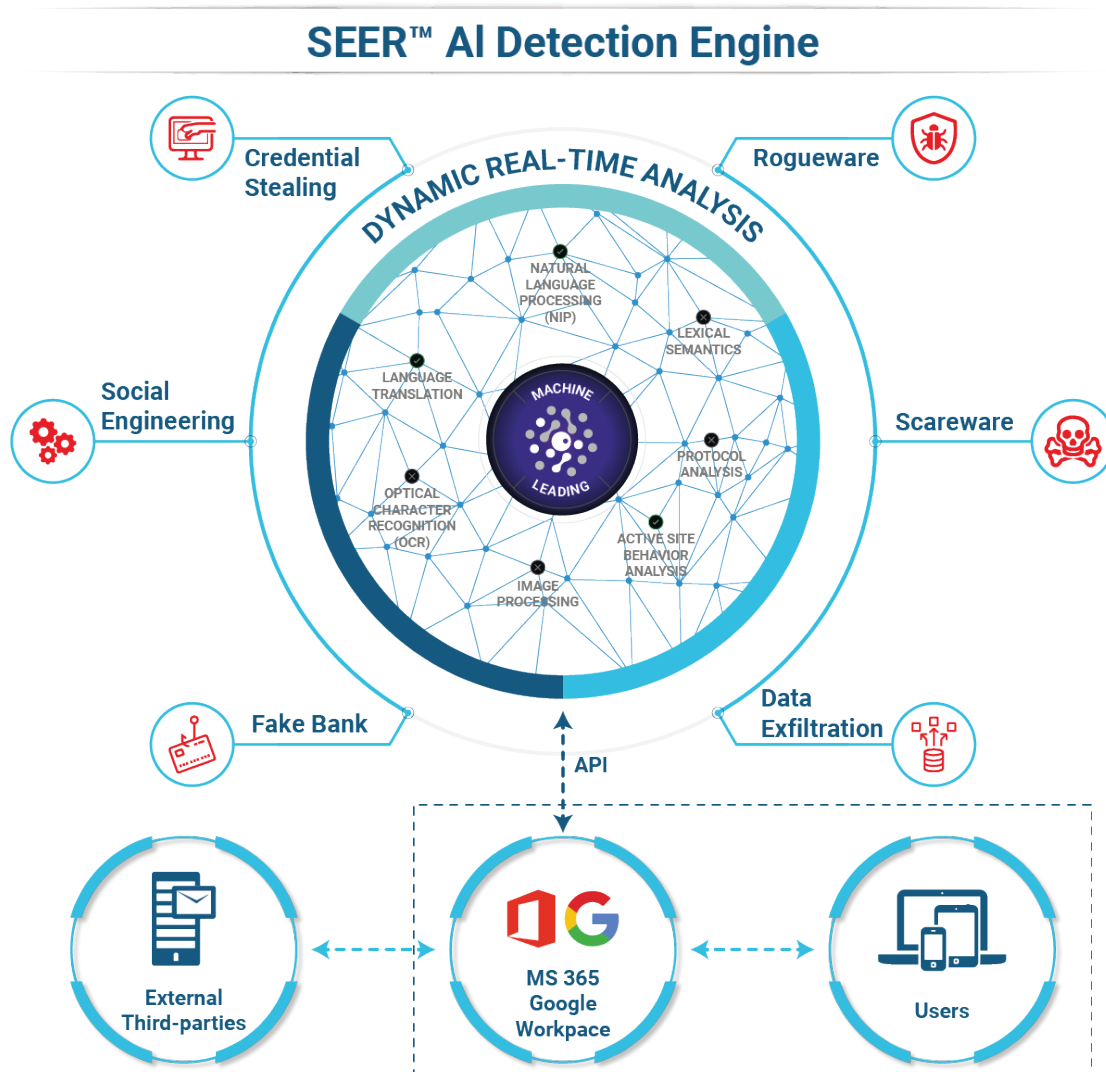 SEER™ AI Detection Engine
Credential
Stealing
Rogueware
DYNAMIC REAL-TIME ANALYSIS
NATURAL
LANGUAGE
PROCESSING
(NIP)
LEXICAL
SEMANTICS
LANGUAGE
TRANSLATION
MACHINE
LEADING
Social
Engineering
Scareware
PROTOCOL
ANALYSIS
OPTICAL
CHARACTER
RECOGNITION
(OCR)
ACTIVE SITE
BEHAVIOR
ANALYSIS
IMAGE
PROCESSING
Fake Bank
Data
Exfiltration
API
External
Third-parties
MS 365
Google
Workpace
Users